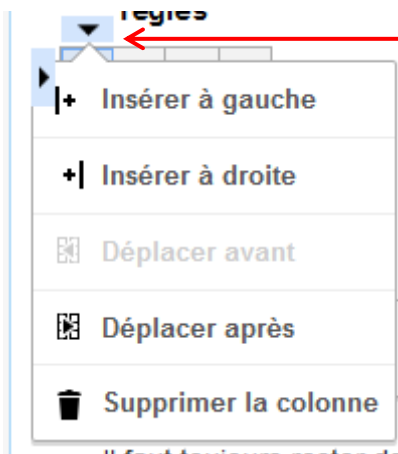 règles
Insérer à gauche
Insérer à droite
Déplacer avant
Déplacer après
Supprimer la colonne